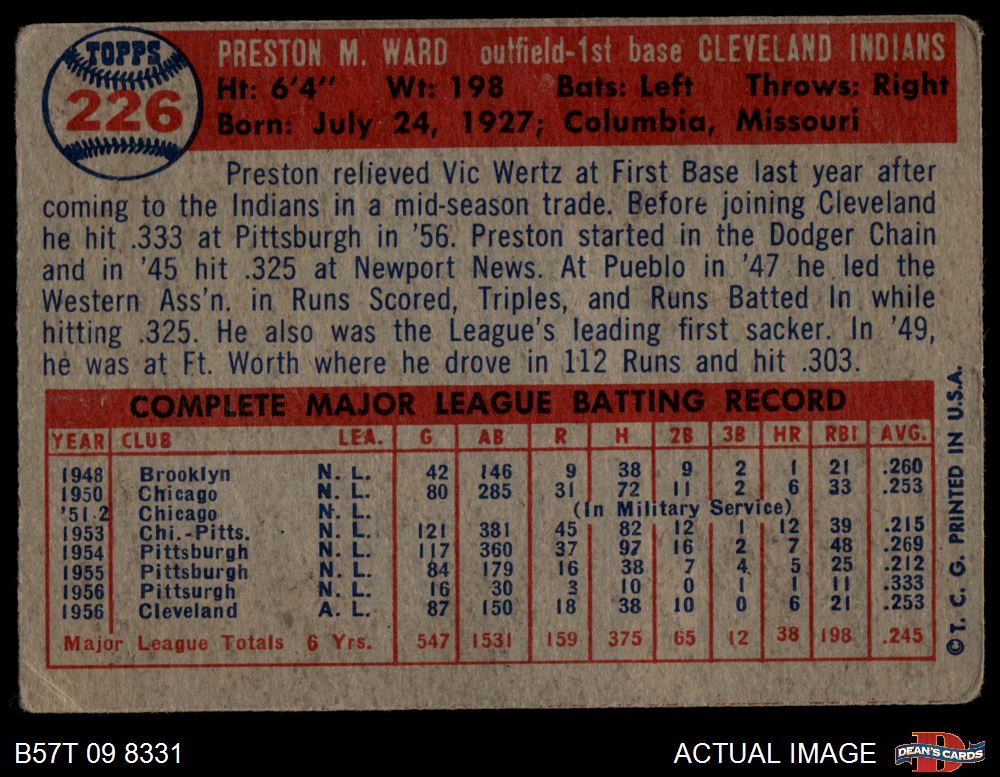 TOPPS
226
PRESTON M. WARD outfield-1st base CLEVELAND INDIANS
Ht: 6'4" Wt: 198 Bats: Left Throws: Right
Born: July 24, 1927; Columbia, Missouri
Preston relieved Vic Wertz at First Base last year after
coming to the Indians in a mid-season trade. Before joining Cleveland
he hit .333 at Pittsburgh in '56. Preston started in the Dodger Chain
and in '45 hit .325 at Newport News. At Pueblo in '47 he led the
Western Ass'n. in Runs Scored, Triples, and Runs Batted In while
hitting .325. He also was the League's leading first sacker. In '49,
he was at Ft. Worth where he drove in 112 Runs and hit .303.
COMPLETE MAJOR LEAGUE BATTING RECORD
YEAR CLUB LEA. G AB R H 2B 3B HR RBI AVG.
1948 Brooklyn N. L. 42 146 9 38 9 2 1 21 .260
1950 Chicago N. L. 80 285 31 72 11 2 6 33 .253
'51-2 Chicago N. L. (In Military Service)
1953 Chi.-Pitts. N. L. 121 381 45 82 12 1 12 39 .215
1954 Pittsburgh N. L. 117 360 37 97 16 2 7 48 .269
1955 Pittsburgh N. L. 84 179 16 38 7 4 5 25 .212
1956 Pittsurgh N. L. 16 30 3 10 0 1 1 11 .333
1956 Cleveland A. L. 87 150 18 38 10 0 6 21 .253
Major League Totals 6 Yrs. 547 1531 159 375 65 12 38 198 .245
©T. C. G. PRINTED IN U.S.A.
B57T 09 8331
ACTUAL IMAGE
DEAN'S CARDS